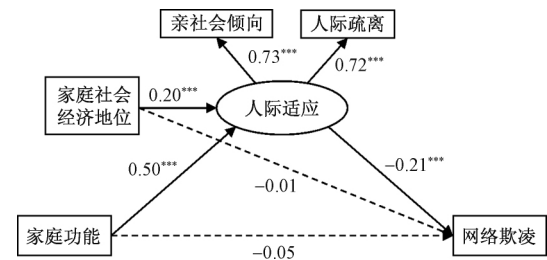 亲社会倾向
人际疏离
0.73***
0.72***
家庭社会
经济地位
0.20***
人际适应
0.50***
−0.01
−0.21***
家庭功能
−0.05
网络欺凌